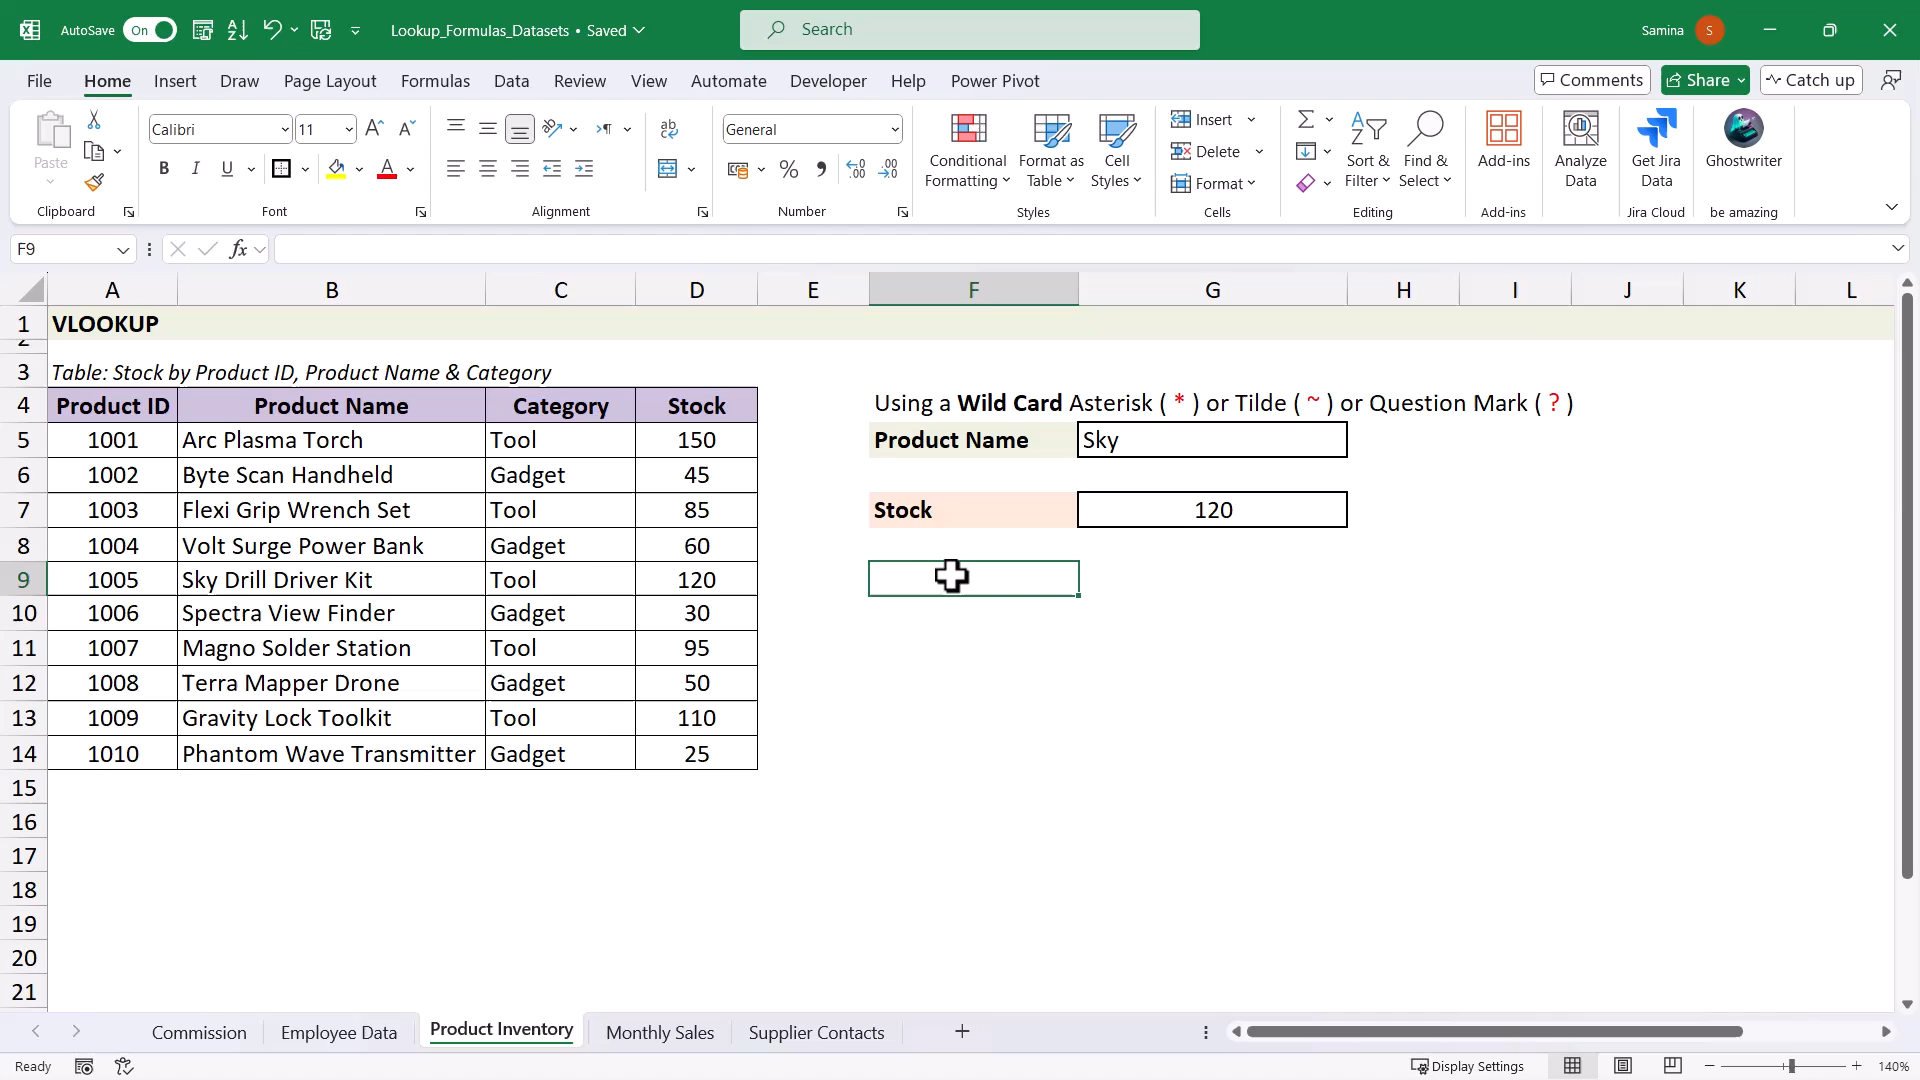 AutoSave On Lookup_Formulas_Datasets • Saved Search Samina S
File Home Insert Draw Page Layout Formulas Data Review View Automate Developer Help Power Pivot Comments Share Catch up
Paste
Clipboard
Calibri 11
B I U A
Font
ab
Alignment
General
%
Number
Conditional Formatting
Format as Table
Cell Styles
Styles
Insert
Delete
Format
Cells
Sort & Filter
Find & Select
Editing
Add-ins
Add-ins
Analyze Data
Get Jira Data
Jira Cloud
Ghostwriter
be amazing
F9 fx
A B C D E F G H I J K L
1 VLOOKUP
2
3 Table: Stock by Product ID, Product Name & Category
4 Product ID Product Name Category Stock Using a Wild Card Asterisk ( * ) or Tilde ( ~ ) or Question Mark ( ? )
5 1001 Arc Plasma Torch Tool 150 Product Name Sky
6 1002 Byte Scan Handheld Gadget 45
7 1003 Flexi Grip Wrench Set Tool 85 Stock 120
8 1004 Volt Surge Power Bank Gadget 60
9 1005 Sky Drill Driver Kit Tool 120
10 1006 Spectra View Finder Gadget 30
11 1007 Magno Solder Station Tool 95
12 1008 Terra Mapper Drone Gadget 50
13 1009 Gravity Lock Toolkit Tool 110
14 1010 Phantom Wave Transmitter Gadget 25
15
16
17
18
19
20
21
Commission Employee Data Product Inventory Monthly Sales Supplier Contacts
Ready Display Settings 140%